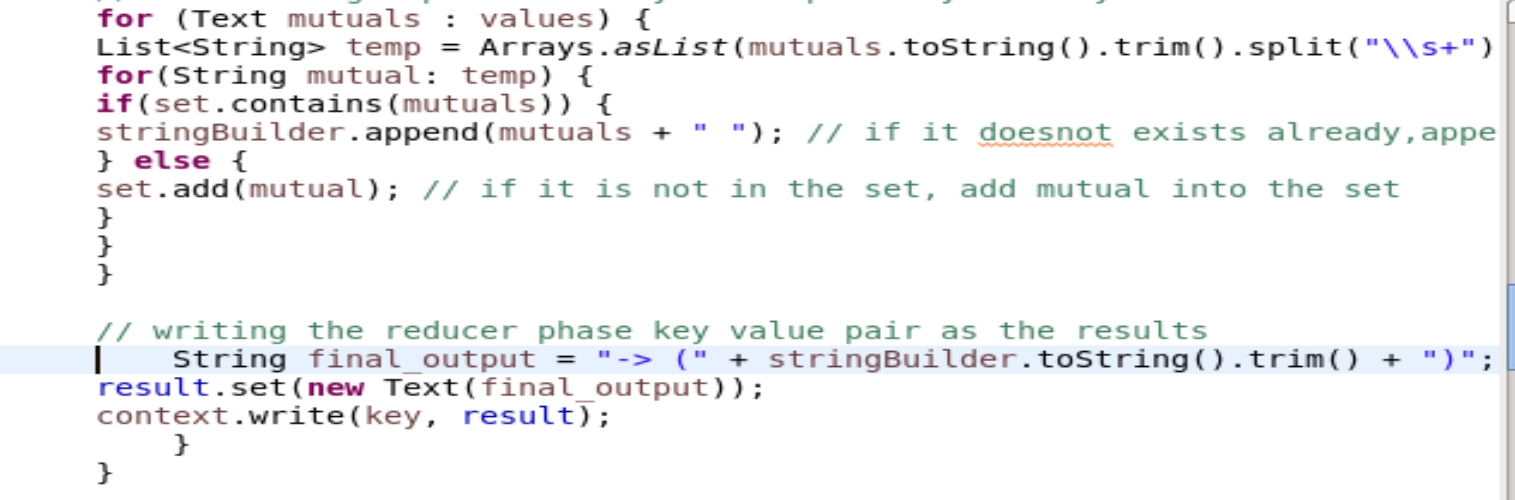 for (Text mutuals : values) {
List<String> temp = Arrays.asList(mutuals.toString().trim().split("\\s+")
for(String mutual: temp) {
if(set.contains(mutuals)) {
stringBuilder.append(mutuals + " "); // if it doesnot exists already,appe
} else {
set.add(mutual); // if it is not in the set, add mutual into the set
}
}
}
// writing the reducer phase key value pair as the results
String final_output = "-> (" + stringBuilder.toString().trim() + ")";
result.set(new Text(final_output));
context.write(key, result);
}
}